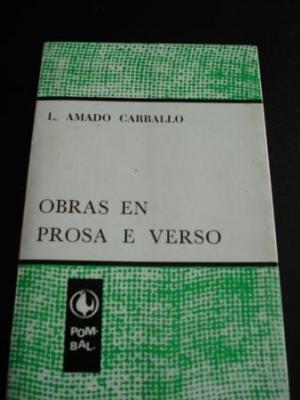 L. AMADO CARBALLO
OBRAS EN
PROSA E VERSO
POM-
BAL.